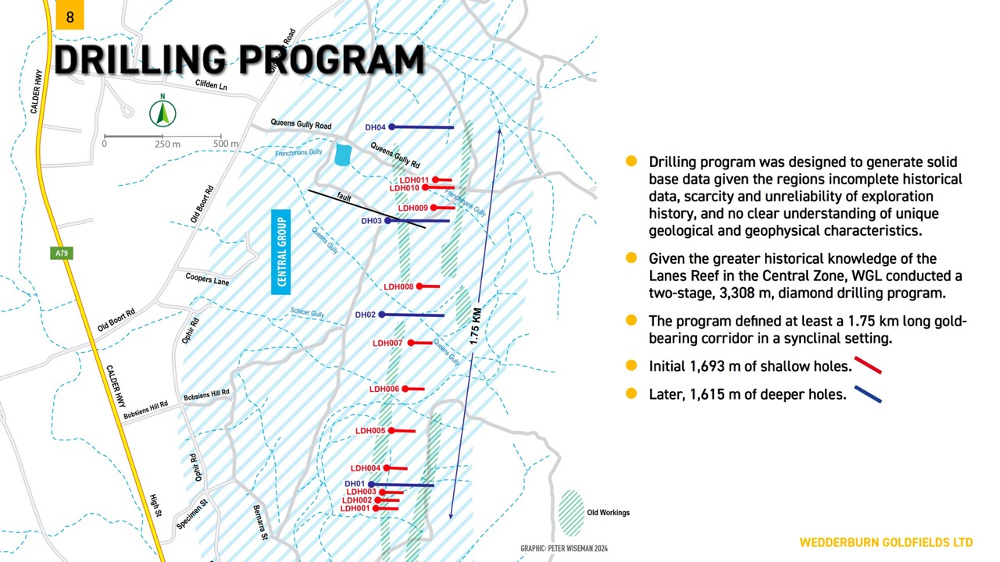 8
DRILLING PROGRAM
CALDER HWY
Clifden Ln
N
0 250 m 500 m
Queens Gully Road
Frenchmans Gully
Queens Gully Rd
DH04
LDH011
LDH010
Frenchmans Gully
LDH009
fault
DH03
Old Boort Rd
CENTRAL GROUP
Queens Gully
A79
Coopers Lane
LDH008
Schicer Gully
DH02
1.75 KM
Old Boort Rd
Ophir Rd
LDH007
Queens Gully
CALDER HWY
LDH006
Bobsiens Hill Rd
Bobsiens Hill Rd
LDH005
Ophir Rd
LDH004
DH01
LDH003
LDH002
LDH001
High St
Specimen St
Bernarra St
Old Workings
GRAPHIC: PETER WISEMAN 2024
Drilling program was designed to generate solid
base data given the regions incomplete historical
data, scarcity and unreliability of exploration
history, and no clear understanding of unique
geological and geophysical characteristics.
Given the greater historical knowledge of the
Lanes Reef in the Central Zone, WGL conducted a
two-stage, 3,308 m, diamond drilling program.
The program defined at least a 1.75 km long gold-
bearing corridor in a synclinal setting.
Initial 1,693 m of shallow holes.
Later, 1,615 m of deeper holes.
WEDDERBURN GOLDFIELDS LTD